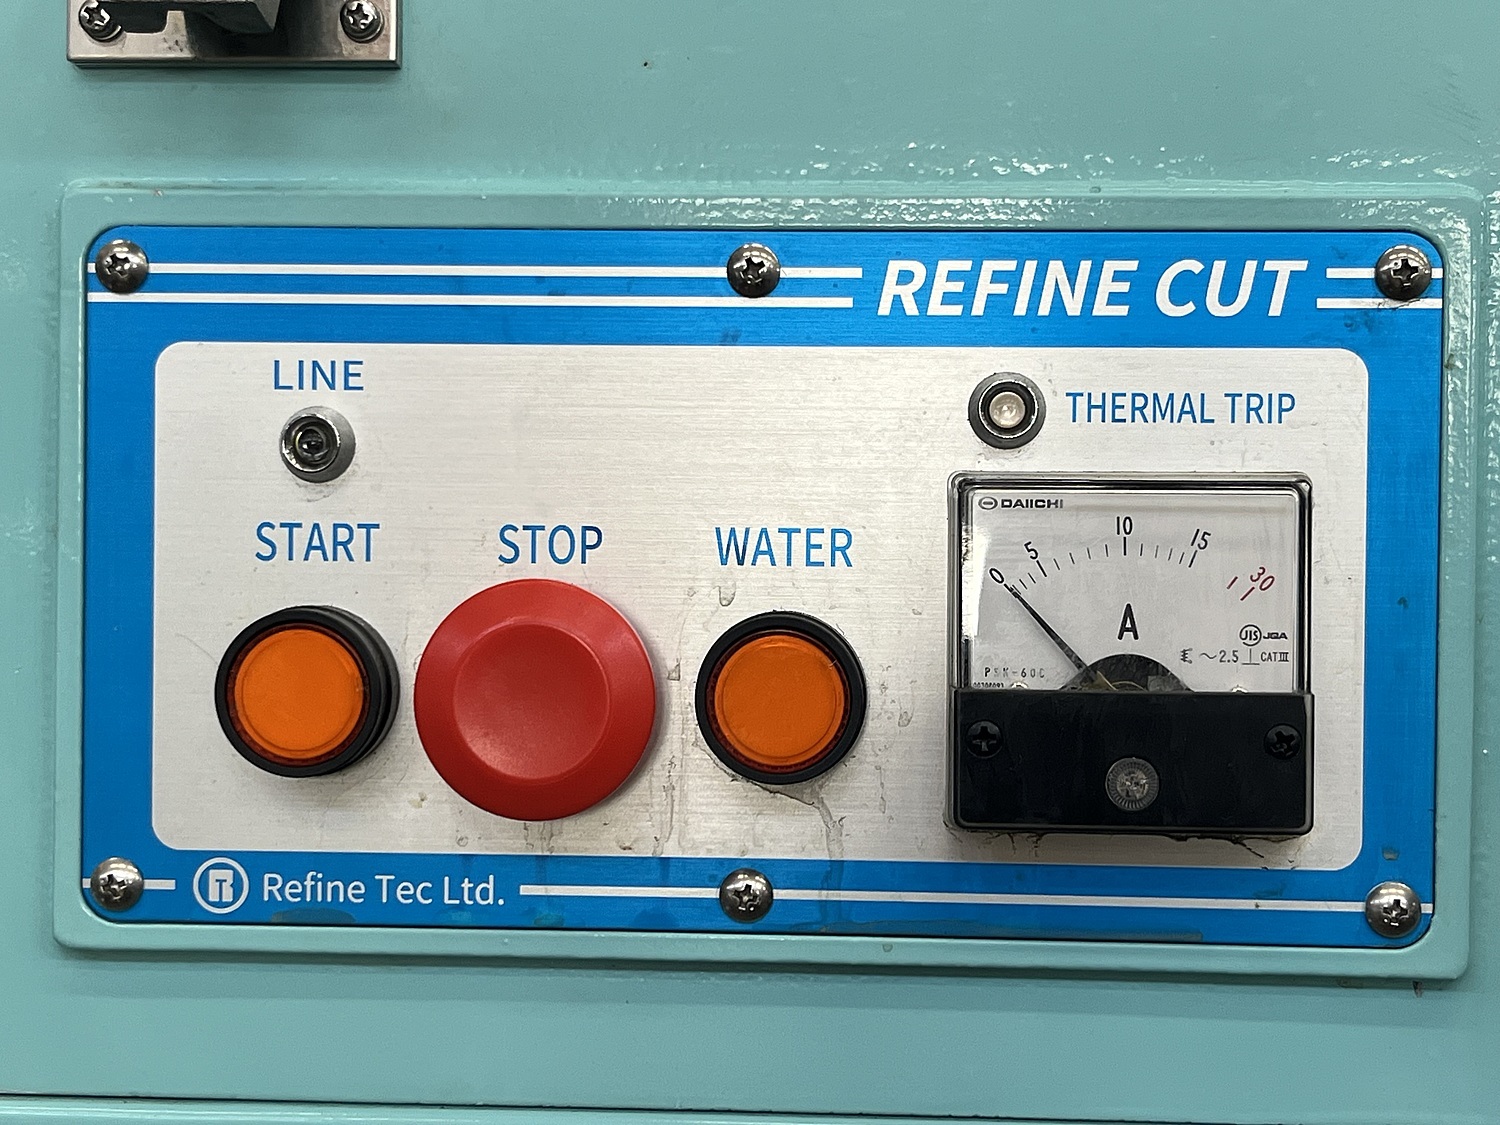 REFINE CUT
LINE
THERMAL TRIP
START
STOP
WATER
DAIICHI
0 5 10 15 30
A
JIS JQA
~2.5 CAT III
Refine Tec Ltd.